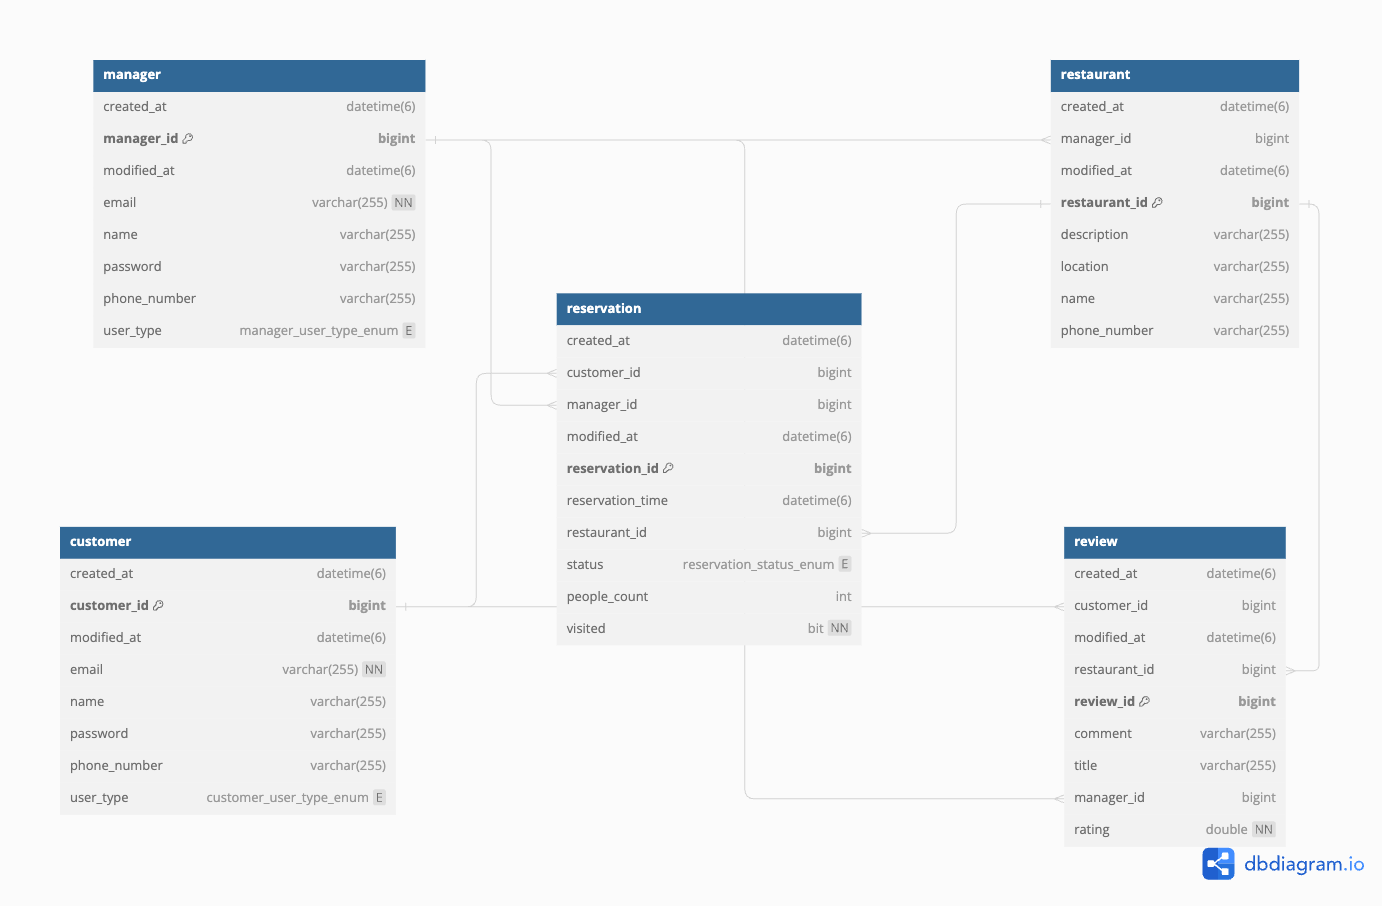 manager
created_at datetime(6)
manager_id bigint
modified_at datetime(6)
email varchar(255) NN
name varchar(255)
password varchar(255)
phone_number varchar(255)
user_type manager_user_type_enum E
restaurant
created_at datetime(6)
manager_id bigint
modified_at datetime(6)
restaurant_id bigint
description varchar(255)
location varchar(255)
name varchar(255)
phone_number varchar(255)
reservation
created_at datetime(6)
customer_id bigint
manager_id bigint
modified_at datetime(6)
reservation_id bigint
reservation_time datetime(6)
restaurant_id bigint
status reservation_status_enum E
people_count int
visited bit NN
customer
created_at datetime(6)
customer_id bigint
modified_at datetime(6)
email varchar(255) NN
name varchar(255)
password varchar(255)
phone_number varchar(255)
user_type customer_user_type_enum E
review
created_at datetime(6)
customer_id bigint
modified_at datetime(6)
restaurant_id bigint
review_id bigint
comment varchar(255)
title varchar(255)
manager_id bigint
rating double NN
dbdiagram.io